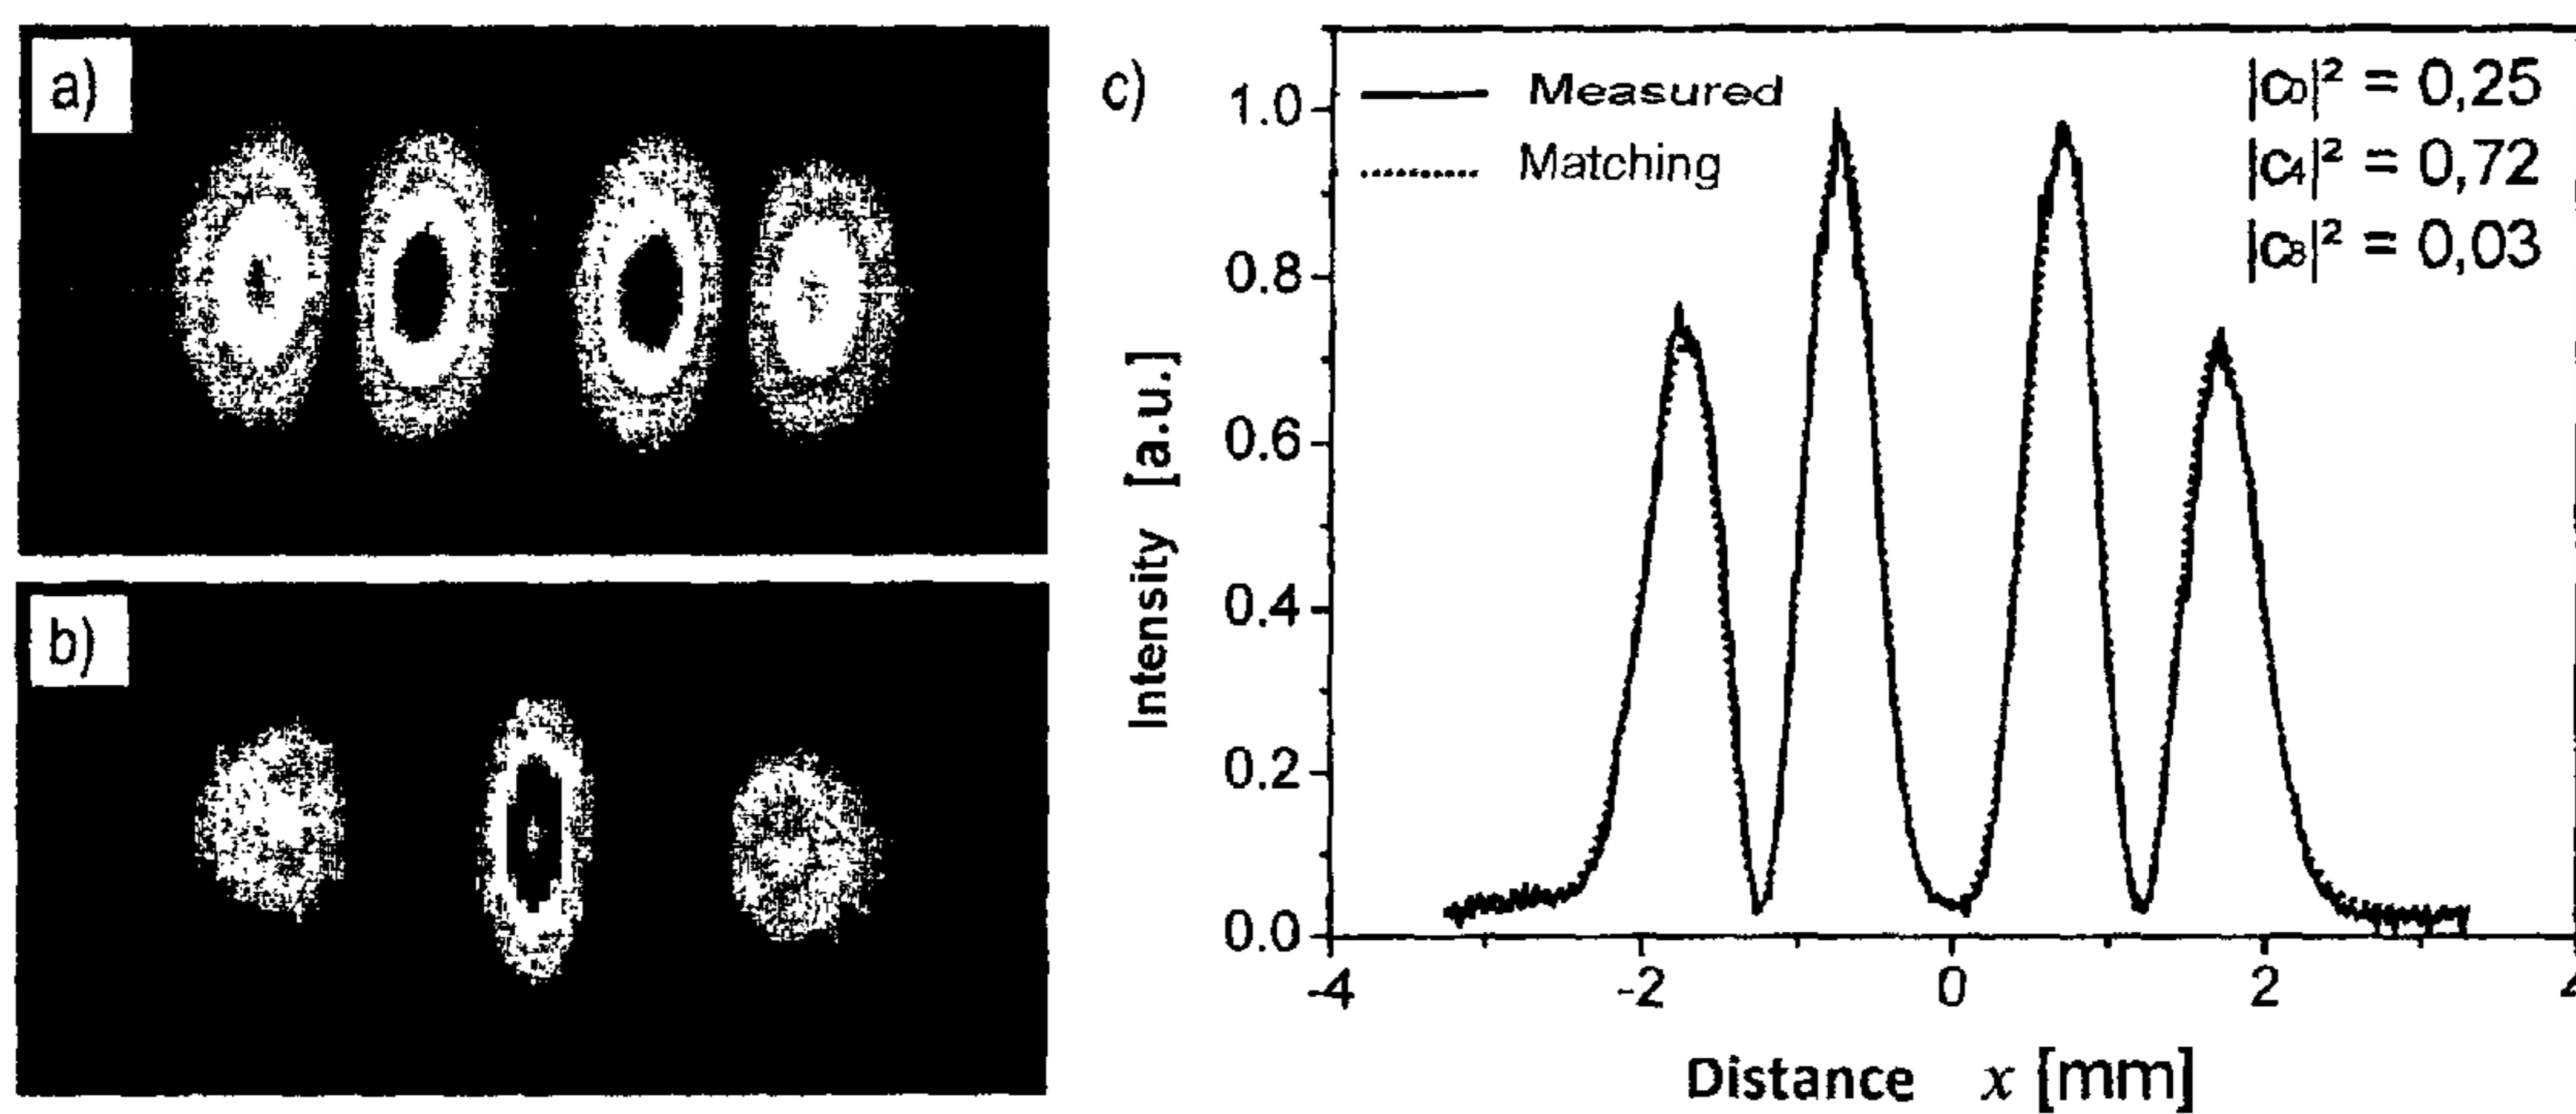 a)
b)
c)
Measured
Matching
|c₀|² = 0,25
|c₄|² = 0,72
|c₈|² = 0,03
Intensity [a.u.]
1.0
0.8
0.6
0.4
0.2
0.0
-4
-2
0
2
4
Distance x [mm]